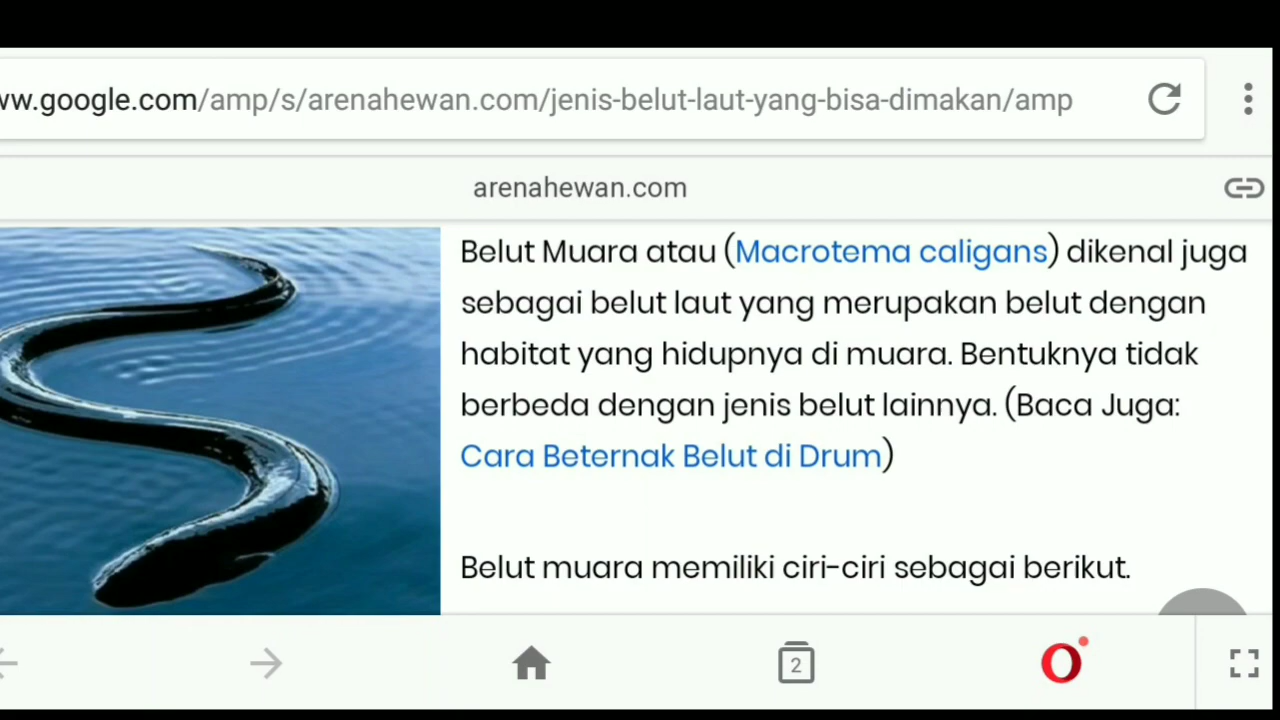 ww.google.com/amp/s/arenahewan.com/jenis-belut-laut-yang-bisa-dimakan/amp
arenahewan.com
Belut Muara atau (Macrotema caligans) dikenal juga
sebagai belut laut yang merupakan belut dengan
habitat yang hidupnya di muara. Bentuknya tidak
berbeda dengan jenis belut lainnya. (Baca Juga:
Cara Beternak Belut di Drum)
Belut muara memiliki ciri-ciri sebagai berikut.
2